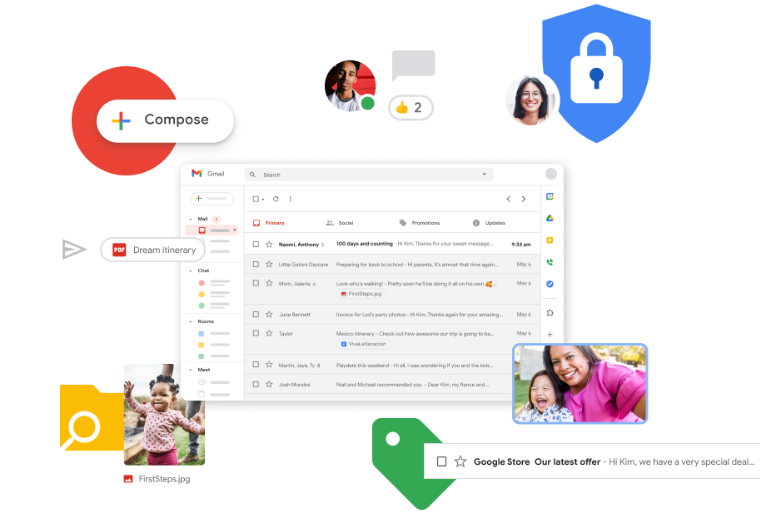 Compose
2
Gmail
Search
Mail
Primary
Social
Promotions
Updates
Naomi, Anthony 2
100 days and counting - Hi Kim, Thanks for your sweet message...
9:33 am
Little Gators Daycare
Preparing for back to school - Hi parents, It's almost that time again...
May 6
PDF
Dream itinerary
Chat
Mom, Valerie 6
Look who's walking! - Pretty soon he'll be doing it all on his own 🥰 ...
May 6
FirstSteps.jpg
June Bennett
Invoice for Lyd's party photos - Hi Kim, Thanks again for your amazing...
May 6
Rooms
Taylor
Mexico itinerary - Check out how awesome our trip is going to be...
May 6
Martin, Jaya, Ty 8
Playdate this weekend - Hi all, I was wondering if you and the kids...
Meet
Josh Morales
Niall and Michael recommended you - Dear Kim, my fiance and ...
Google Store Our latest offer - Hi Kim, we have a very special deal...
FirstSteps.jpg